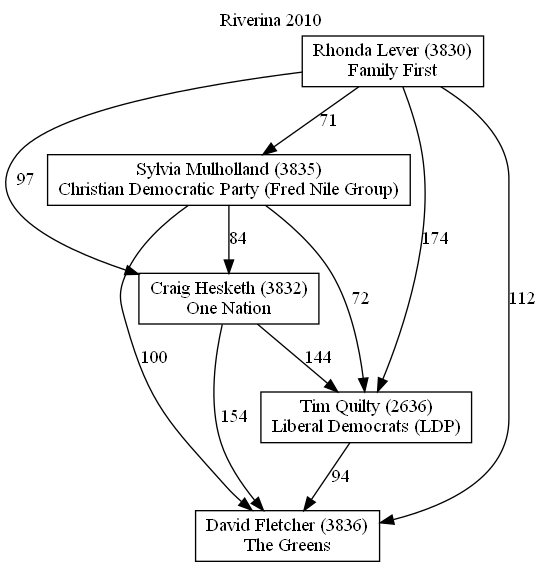 Riverina 2010
Rhonda Lever (3830)
Family First
71
Sylvia Mulholland (3835)
Christian Democratic Party (Fred Nile Group)
97
84
174
Craig Hesketh (3832)
One Nation
72
112
100
144
Tim Quilty (2636)
Liberal Democrats (LDP)
154
94
David Fletcher (3836)
The Greens